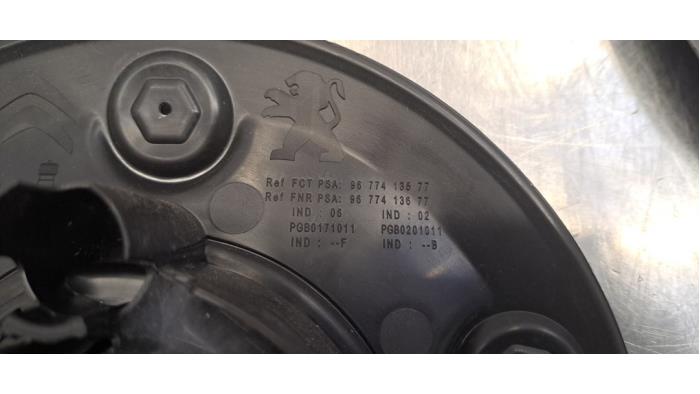 Ref FCT PSA: 96 774 135 77
Ref FNR PSA: 96 774 136 77
IND : 06 IND : 02
PGB0171011 PGB0201011
IND : --F IND : --B